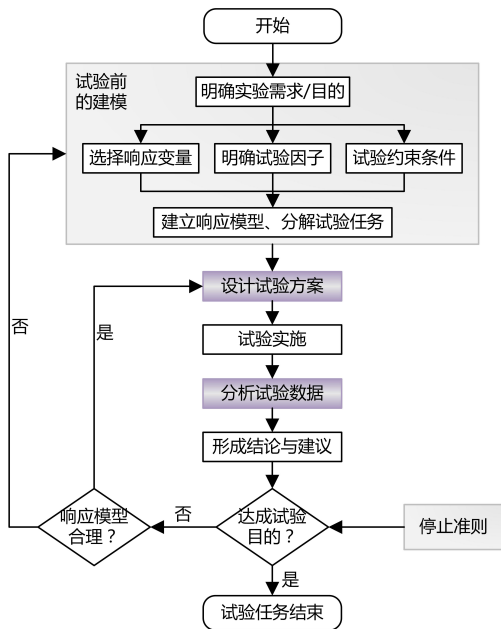 开始
试验前
的建模
明确实验需求/目的
选择响应变量
明确试验因子
试验约束条件
建立响应模型、分解试验任务
设计试验方案
否
是
试验实施
分析试验数据
形成结论与建议
响应模型
合理？
否
达成试验
目的？
停止准则
是
试验任务结束